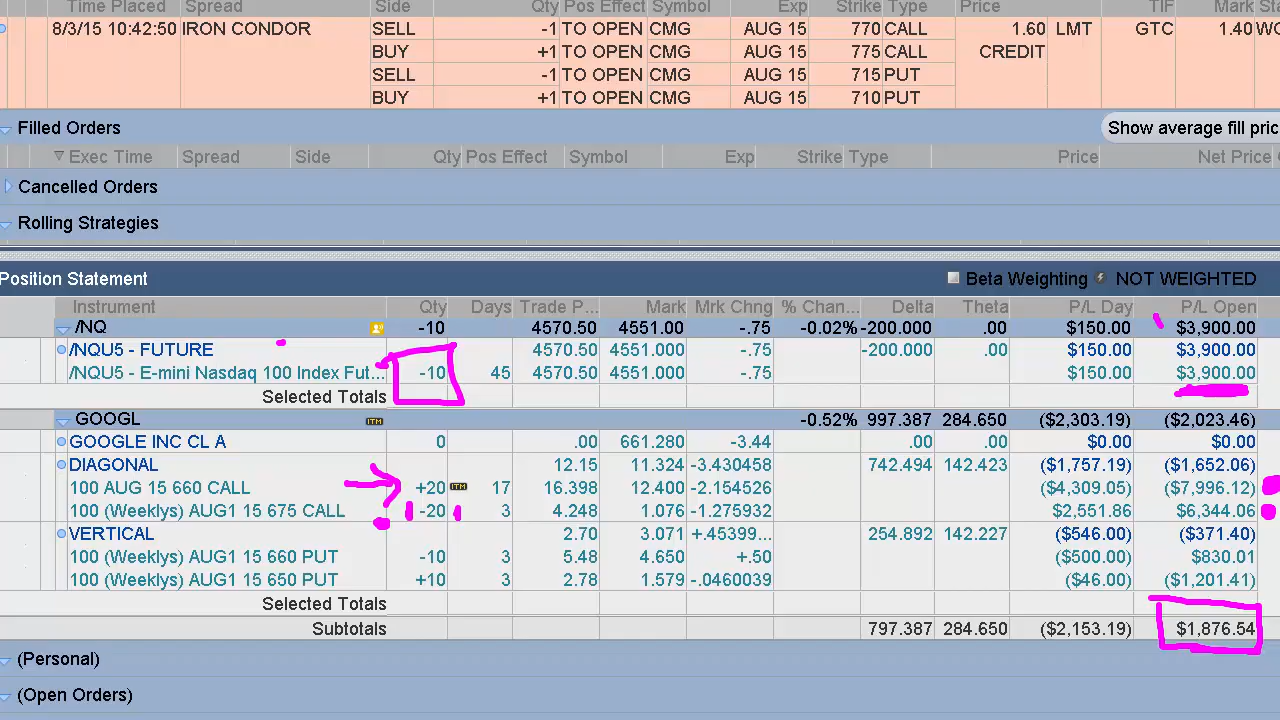 Time Placed Spread Side Qty Pos Effect Symbol Exp Strike Type Price TIF Mark
8/3/15 10:42:50 IRON CONDOR SELL -1 TO OPEN CMG AUG 15 770 CALL 1.60 LMT GTC 1.40
BUY +1 TO OPEN CMG AUG 15 775 CALL CREDIT
SELL -1 TO OPEN CMG AUG 15 715 PUT
BUY +1 TO OPEN CMG AUG 15 710 PUT
Filled Orders Show average fill pric
Exec Time Spread Side Qty Pos Effect Symbol Exp Strike Type Price Net Price
Cancelled Orders
Rolling Strategies
Position Statement Beta Weighting NOT WEIGHTED
Instrument Qty Days Trade P... Mark Mrk Chng % Chan... Delta Theta P/L Day P/L Open
/NQ -10 4570.50 4551.00 -.75 -0.02% -200.000 .00 $150.00 $3,900.00
/NQU5 - FUTURE 4570.50 4551.000 -.75 -200.000 .00 $150.00 $3,900.00
/NQU5 - E-mini Nasdaq 100 Index Fut... -10 45 4570.50 4551.000 -.75 $150.00 $3,900.00
Selected Totals
GOOGL ITM -0.52% 997.387 284.650 ($2,303.19) ($2,023.46)
GOOGLE INC CL A 0 .00 661.280 -3.44 .00 .00 $0.00 $0.00
DIAGONAL 12.15 11.324 -3.430458 742.494 142.423 ($1,757.19) ($1,652.06)
100 AUG 15 660 CALL +20 ITM 17 16.398 12.400 -2.154526 ($4,309.05) ($7,996.12)
100 (Weeklys) AUG1 15 675 CALL -20 3 4.248 1.076 -1.275932 $2,551.86 $6,344.06
VERTICAL 2.70 3.071 +.45399... 254.892 142.227 ($546.00) ($371.40)
100 (Weeklys) AUG1 15 660 PUT -10 3 5.48 4.650 +.50 ($500.00) $830.01
100 (Weeklys) AUG1 15 650 PUT +10 3 2.78 1.579 -.0460039 ($46.00) ($1,201.41)
Selected Totals
Subtotals 797.387 284.650 ($2,153.19) $1,876.54
(Personal)
(Open Orders)